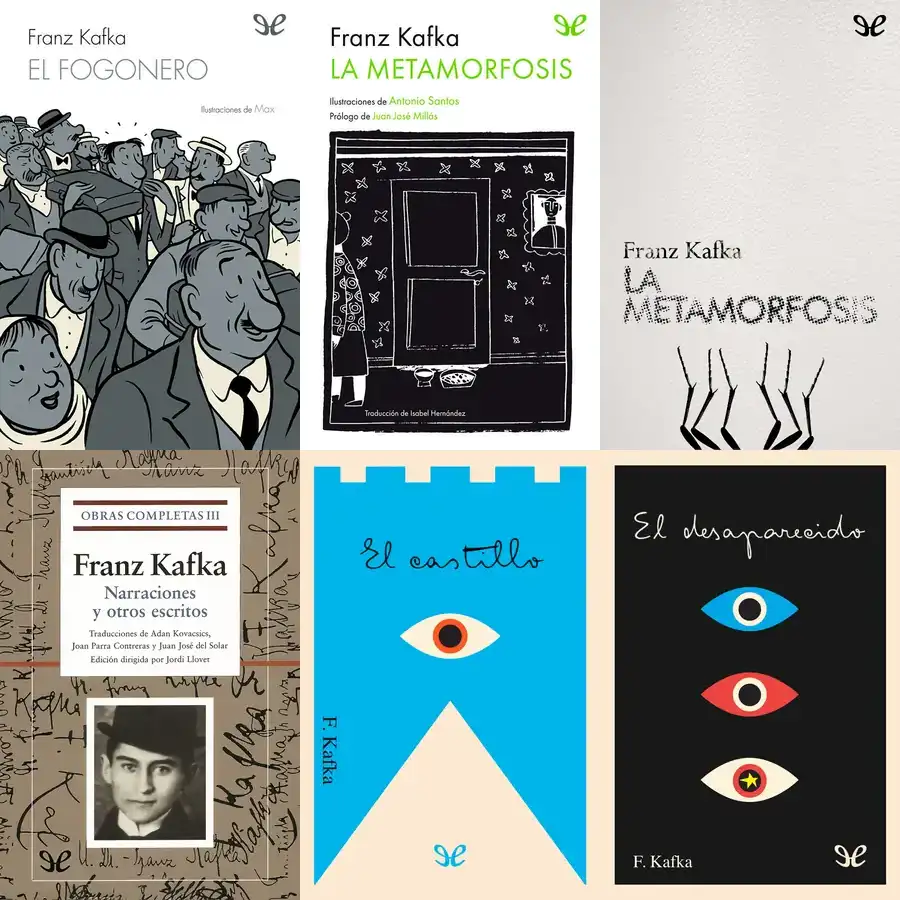 Franz Kafka
EL FOGONERO
Ilustraciones de Max
Franz Kafka
LA METAMORFOSIS
Ilustraciones de Antonio Santos
Prólogo de Juan José Millás
Traducción de Isabel Hernández
Franz Kafka
LA
METAMORFOSIS
OBRAS COMPLETAS III
Franz Kafka
Narraciones
y otros escritos
Traducciones de Adan Kovacsics,
Joan Parra Contreras y Juan José del Solar
Edición dirigida por Jordi Llovet
El castillo
F. Kafka
El desaparecido
F. Kafka